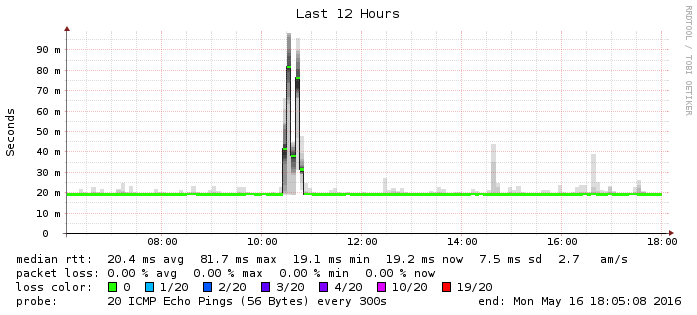 Last 12 Hours
RRDTOOL / TOBI OETIKER
Seconds
90 m
80 m
70 m
60 m
50 m
40 m
30 m
20 m
10 m
0
08:00 10:00 12:00 14:00 16:00 18:00
median rtt: 20.4 ms avg 81.7 ms max 19.1 ms min 19.2 ms now 7.5 ms sd 2.7 am/s
packet loss: 0.00 % avg 0.00 % max 0.00 % min 0.00 % now
loss color: 0 1/20 2/20 3/20 4/20 10/20 19/20
probe: 20 ICMP Echo Pings (56 Bytes) every 300s end: Mon May 16 18:05:08 2016